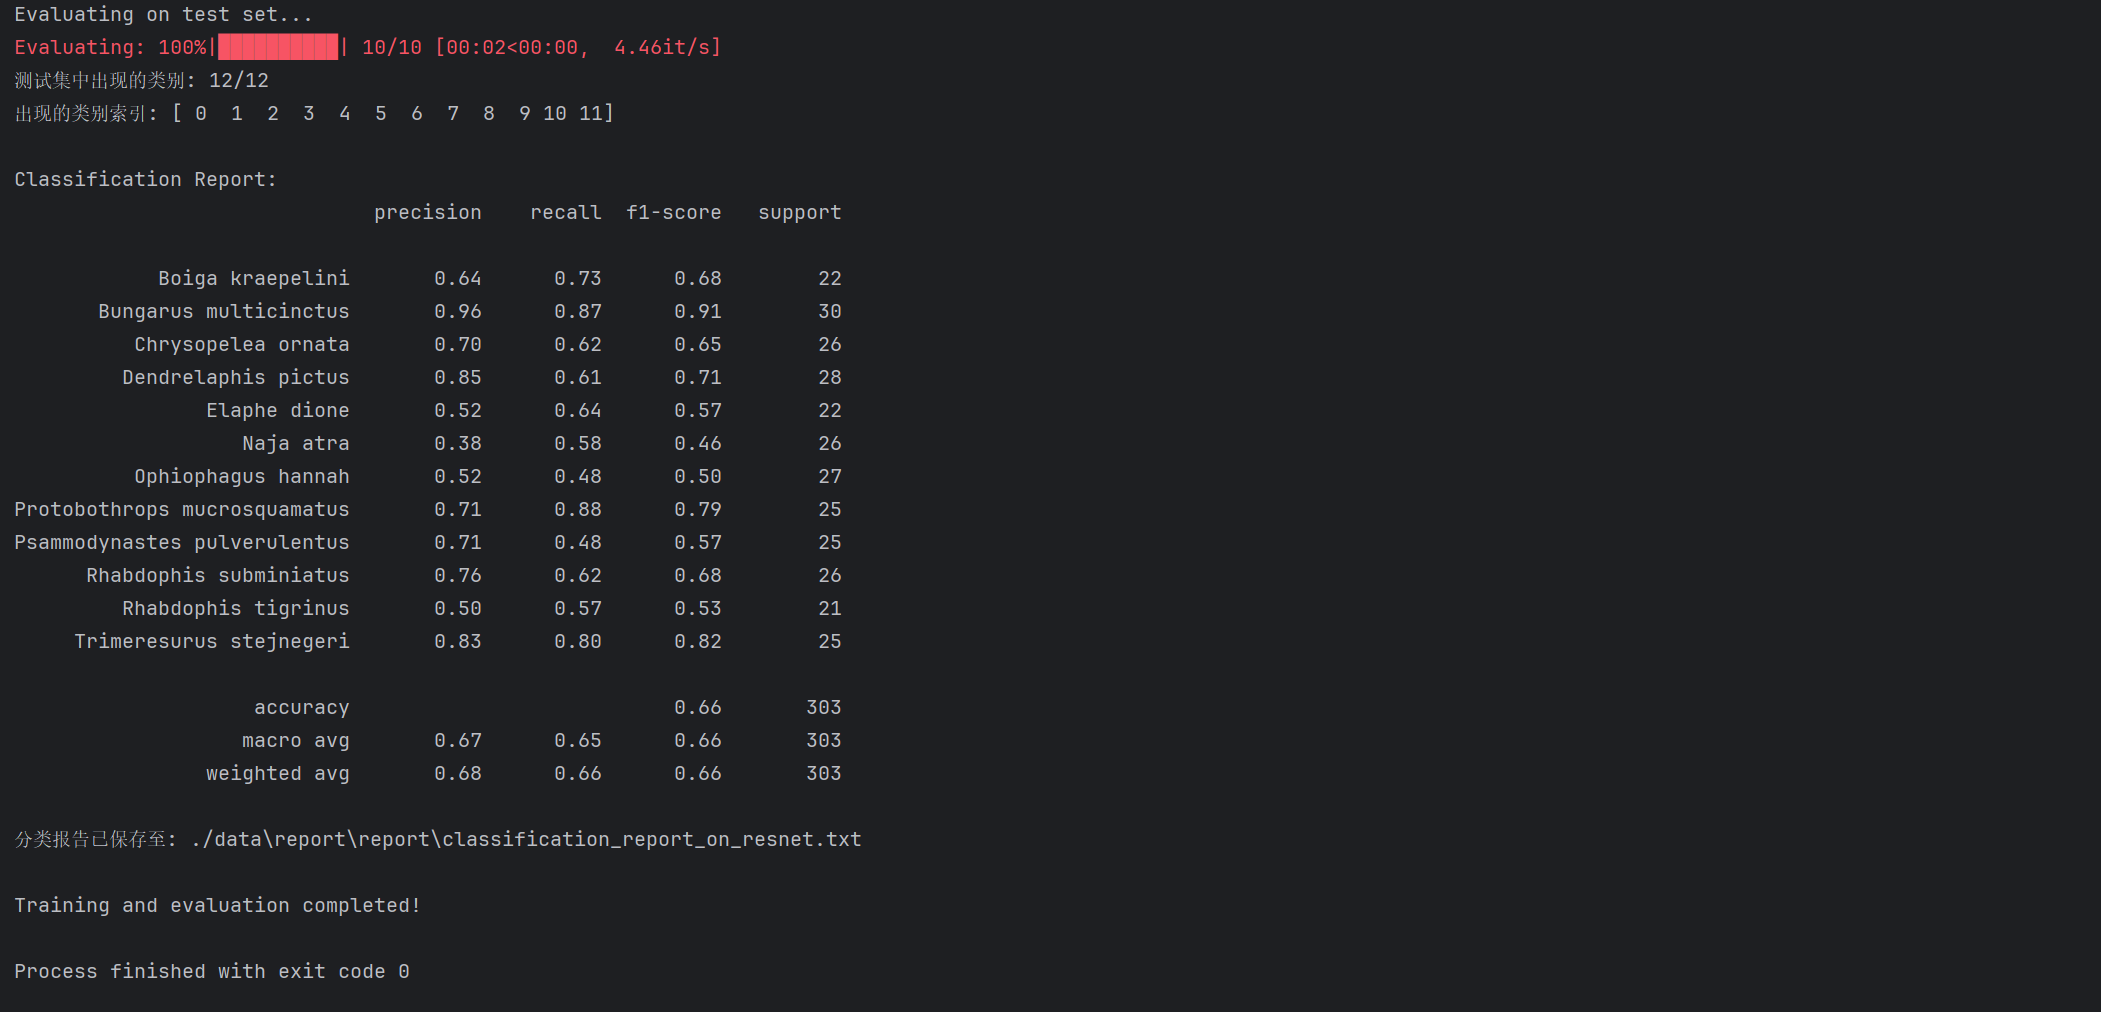 Evaluating on test set...
Evaluating: 100%|██████████| 10/10 [00:02<00:00,  4.46it/s]
测试集中出现的类别: 12/12
出现的类别索引: [ 0  1  2  3  4  5  6  7  8  9 10 11]
Classification Report:
precision    recall  f1-score   support
Boiga kraepelini       0.64      0.73      0.68        22
Bungarus multicinctus       0.96      0.87      0.91        30
Chrysopelea ornata       0.70      0.62      0.65        26
Dendrelaphis pictus       0.85      0.61      0.71        28
Elaphe dione       0.52      0.64      0.57        22
Naja atra       0.38      0.58      0.46        26
Ophiophagus hannah       0.52      0.48      0.50        27
Protobothrops mucrosquamatus       0.71      0.88      0.79        25
Psammodynastes pulverulentus       0.71      0.48      0.57        25
Rhabdophis subminiatus       0.76      0.62      0.68        26
Rhabdophis tigrinus       0.50      0.57      0.53        21
Trimeresurus stejnegeri       0.83      0.80      0.82        25
accuracy                           0.66       303
macro avg       0.67      0.65      0.66       303
weighted avg       0.68      0.66      0.66       303
分类报告已保存至: ./data\report\report\classification_report_on_resnet.txt
Training and evaluation completed!
Process finished with exit code 0